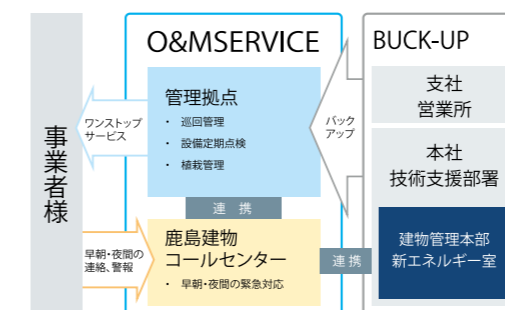 O&MSERVICE
BUCK-UP
事業者様
ワンストップ
サービス
管理拠点
・ 巡回管理
・ 設備定期点検
・ 植栽管理
バック
アップ
支社
営業所
本社
技術支援部署
連 携
早朝・夜間の
連絡、警報
鹿島建物
コールセンター
・ 早朝・夜間の緊急対応
連 携
建物管理本部
新エネルギー室